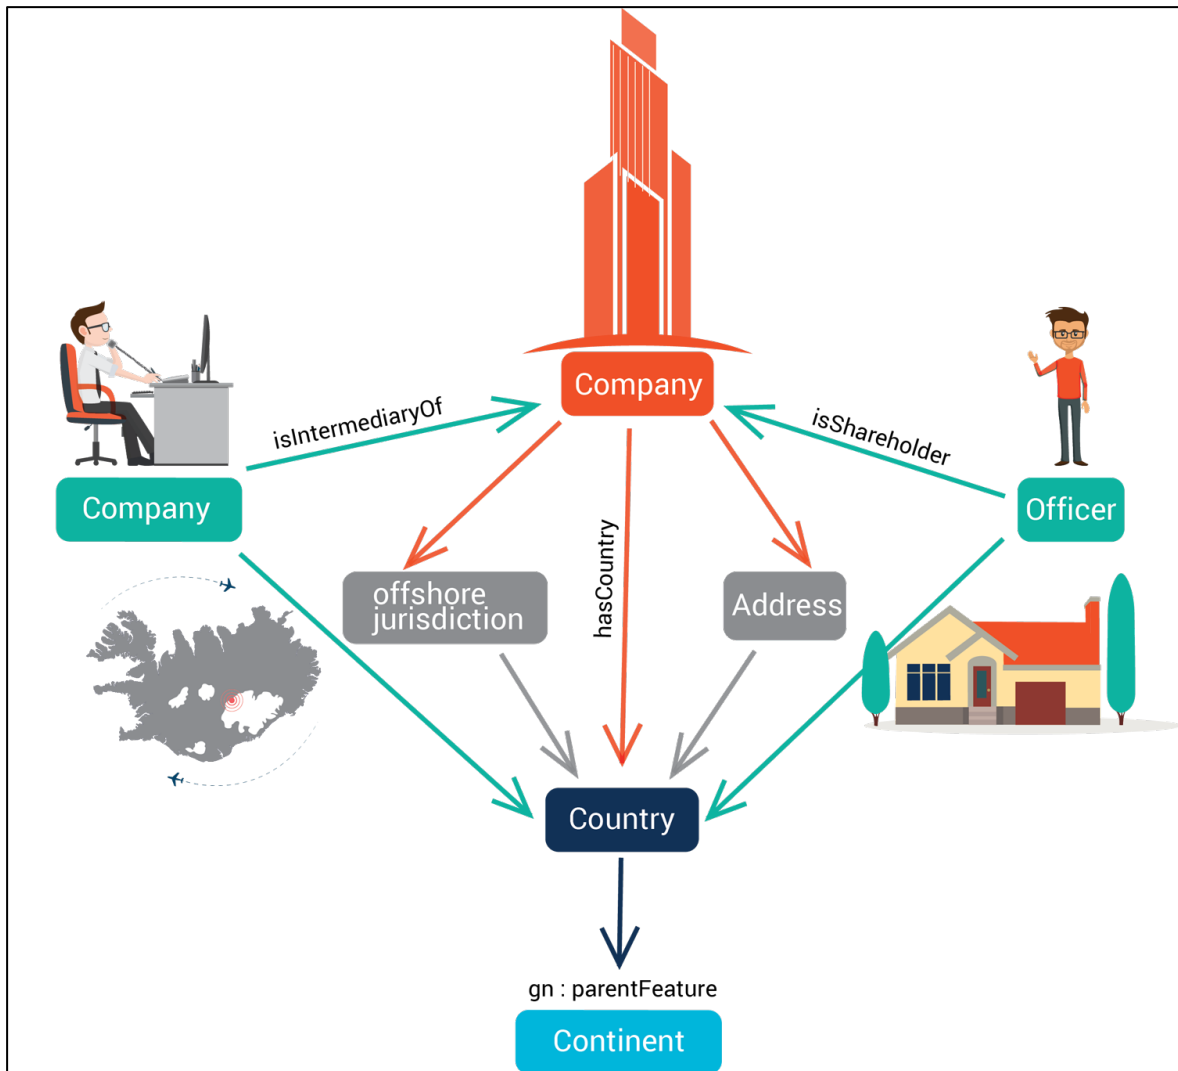 Company
isIntermediaryOf
isShareholder
Company
Officer
hasCountry
offshore
jurisdiction
Address
Country
gn : parentFeature
Continent